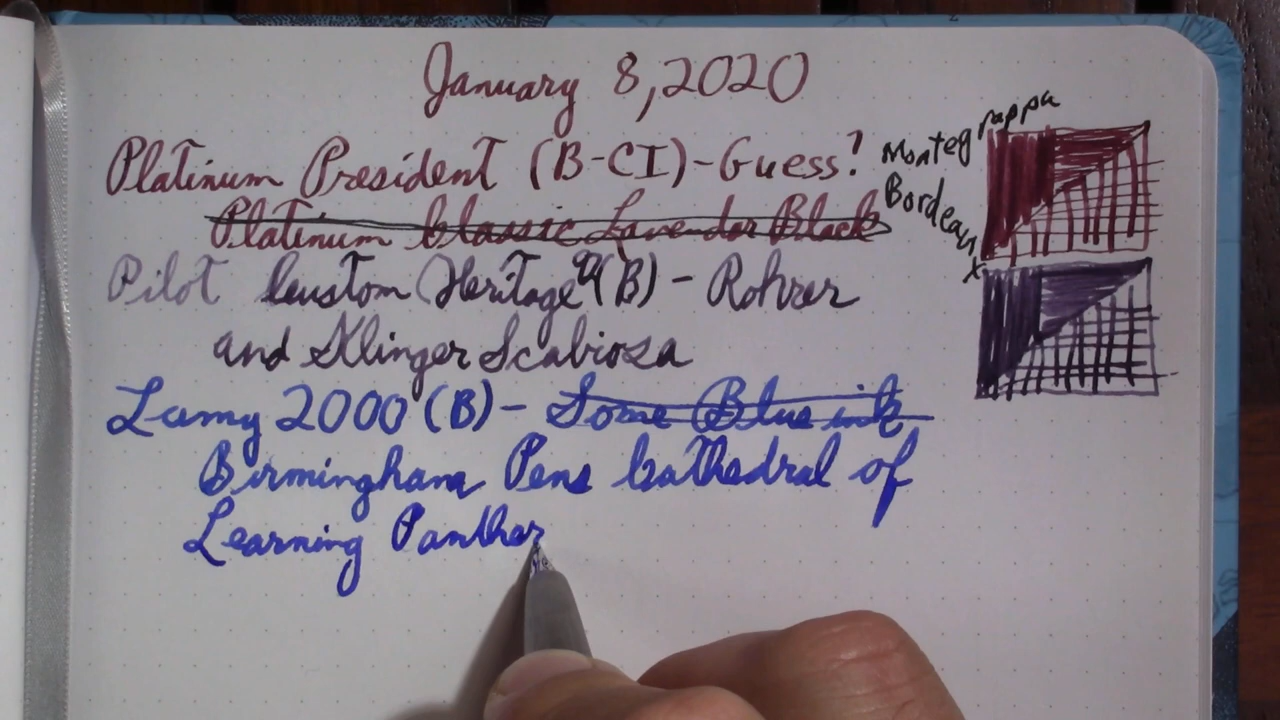 January 8, 2020
Platinum President (B-CI)-Guess?
Platinum Classic Lavender Black
Montegrappa
Bordeaux
Pilot Custom Heritage 912 (B) - Rohrer
and Klinger Scabiosa
Lamy 2000 (B) - Some Blue ink
Birmingham Pens Cathedral of
Learning Panther